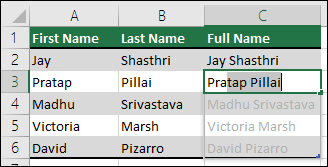 A B C
1 First Name Last Name Full Name
2 Jay Shasthri Jay Shasthri
3 Pratap Pillai Pratap Pillai
4 Madhu Srivastava Madhu Srivastava
5 Victoria Marsh Victoria Marsh
6 David Pizarro David Pizarro